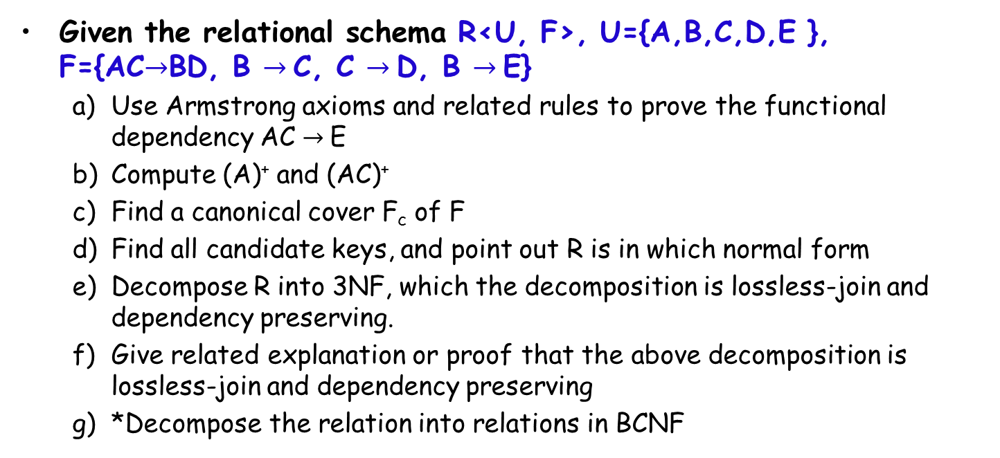 • Given the relational schema R<U, F>, U={A,B,C,D,E },
F={AC→BD, B → C, C → D, B → E}
a) Use Armstrong axioms and related rules to prove the functional
dependency AC → E
b) Compute (A)⁺ and (AC)⁺
c) Find a canonical cover F꜀ of F
d) Find all candidate keys, and point out R is in which normal form
e) Decompose R into 3NF, which the decomposition is lossless-join and
dependency preserving.
f) Give related explanation or proof that the above decomposition is
lossless-join and dependency preserving
g) *Decompose the relation into relations in BCNF